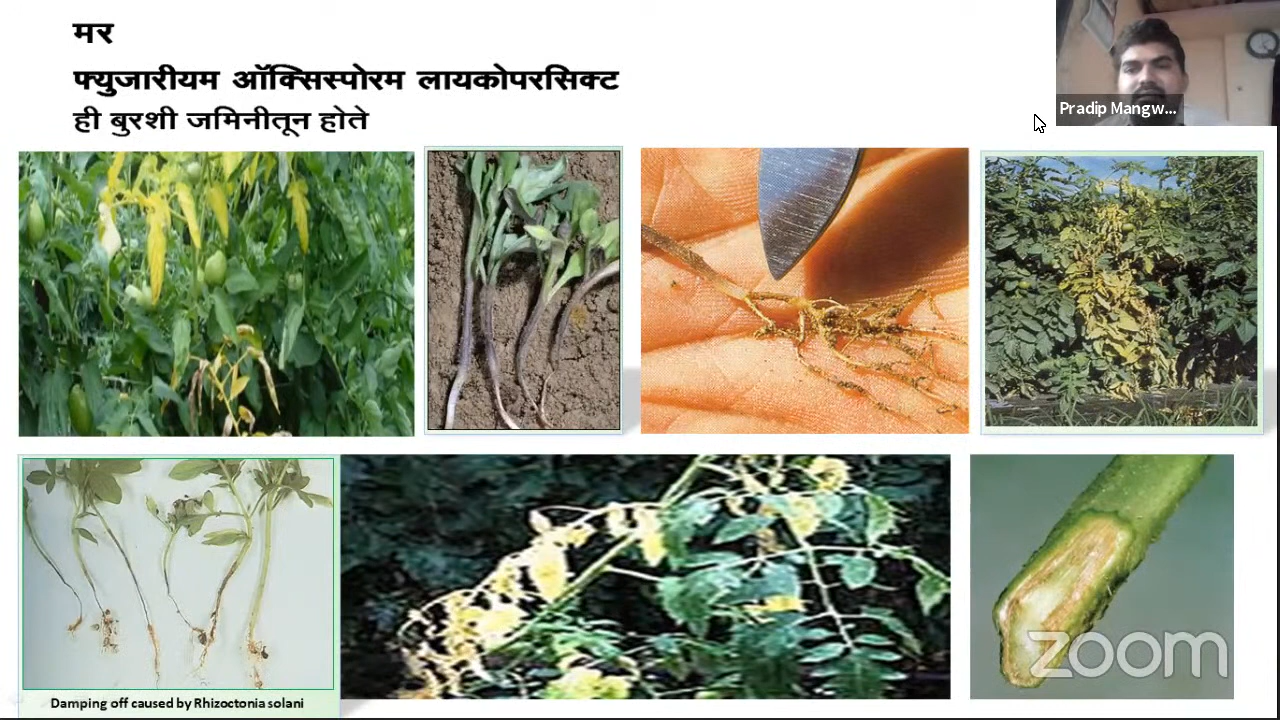 मर
फ्युजारीयम ऑक्सिस्पोरम लायकोपरसिक्ट
ही बुरशी जमिनीतून होते
Pradip Mangw...
Damping off caused by Rhizoctonia solani
zoom